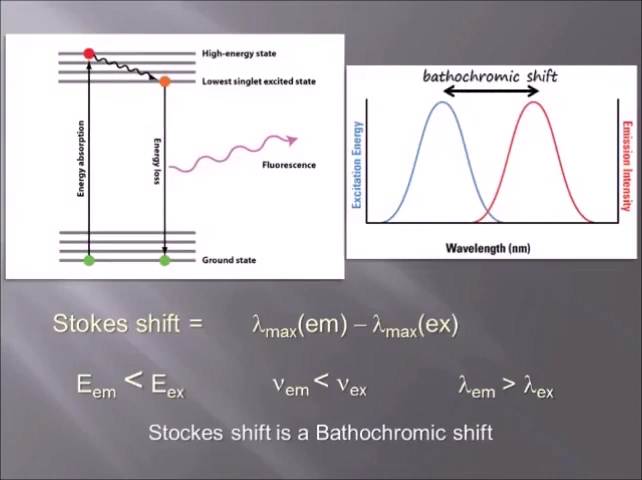 High-energy state
Lowest singlet excited state
Energy absorption
Energy loss
Fluorescence
Ground state
bathochromic shift
Excitation Energy
Emission Intensity
Wavelength (nm)
Stokes shift = λmax(em) – λmax(ex)
Eem < Eex νem < νex λem > λex
Stockes shift is a Bathochromic shift